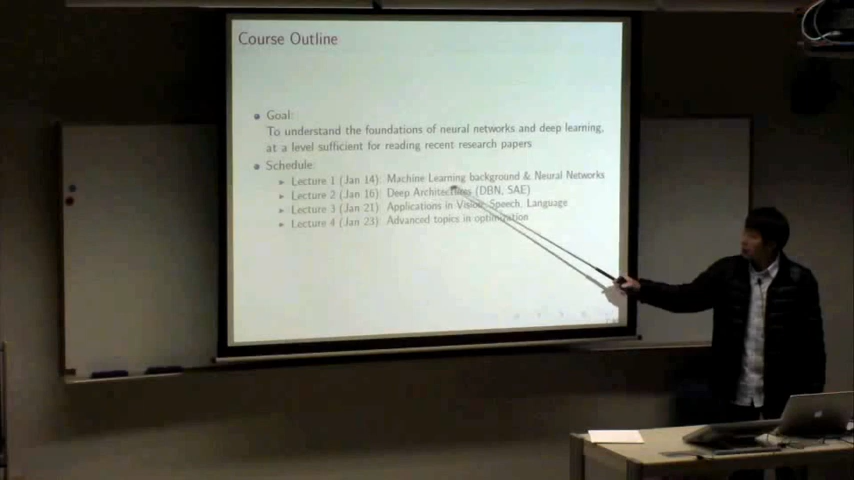 Course Outline
Goal:
To understand the foundations of neural networks and deep learning,
at a level sufficient for reading recent research papers
Schedule:
Lecture 1 (Jan 14): Machine Learning background & Neural Networks
Lecture 2 (Jan 16): Deep Architectures (DBN, SAE)
Lecture 3 (Jan 21): Applications in Vision, Speech, Language
Lecture 4 (Jan 23): Advanced topics in optimization